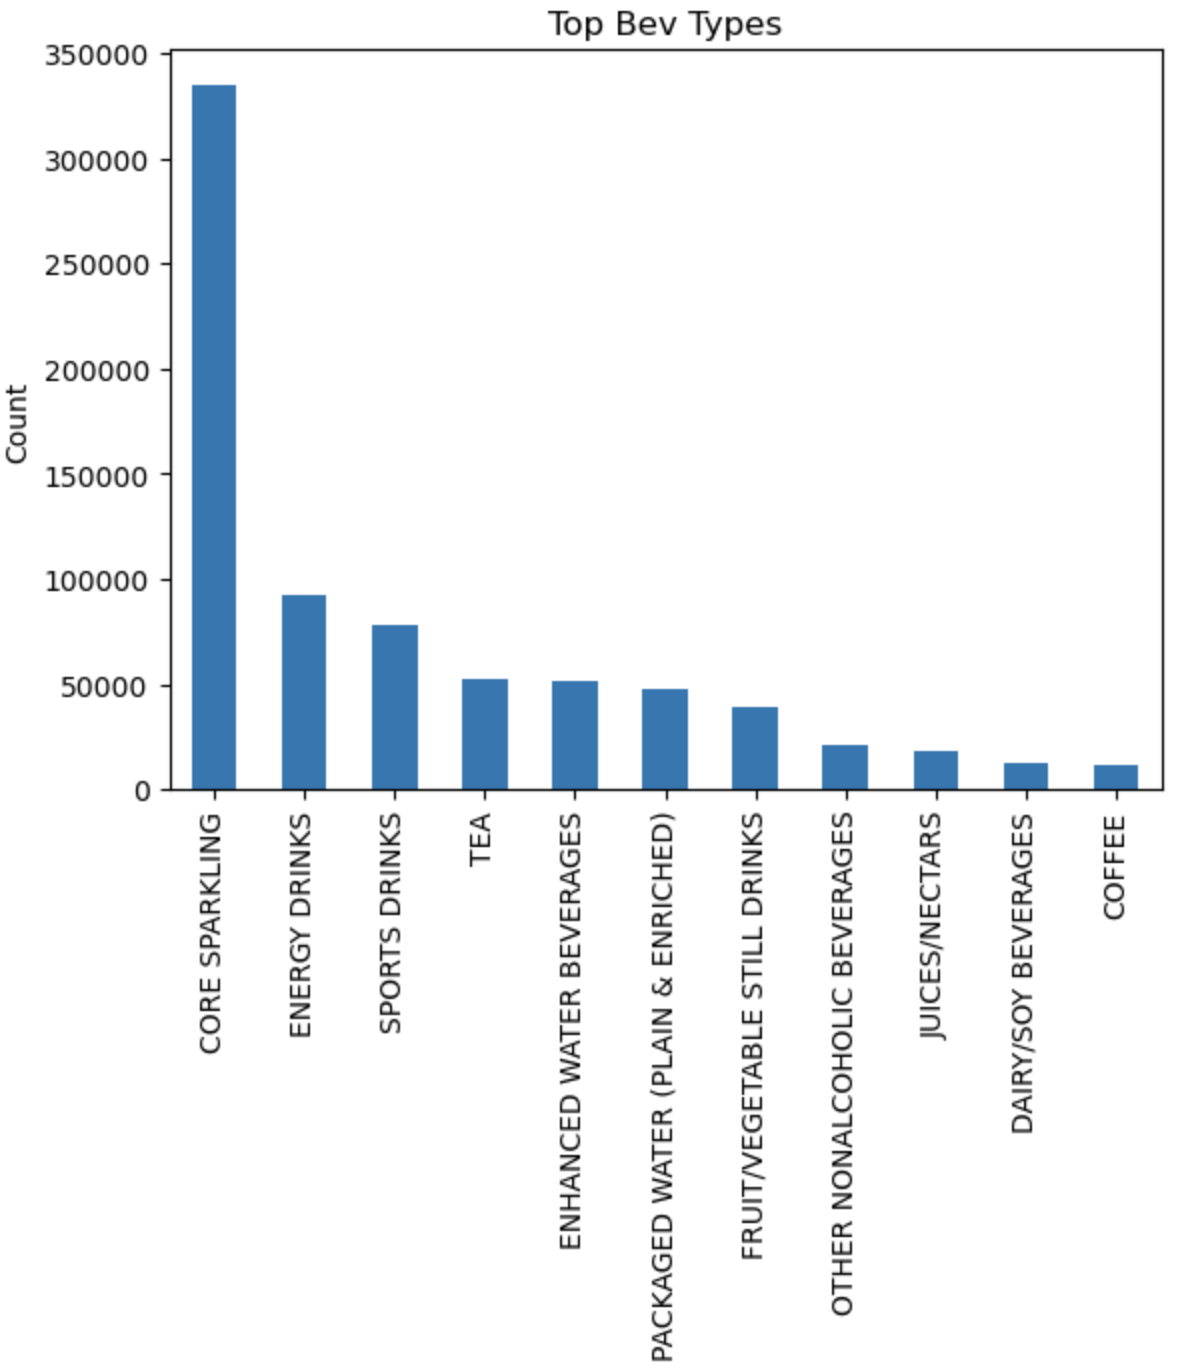 Top Bev Types
350000
300000
250000
200000
150000
100000
50000
0
Count
CORE SPARKLING
ENERGY DRINKS
SPORTS DRINKS
TEA
ENHANCED WATER BEVERAGES
PACKAGED WATER (PLAIN & ENRICHED)
FRUIT/VEGETABLE STILL DRINKS
OTHER NONALCOHOLIC BEVERAGES
JUICES/NECTARS
DAIRY/SOY BEVERAGES
COFFEE